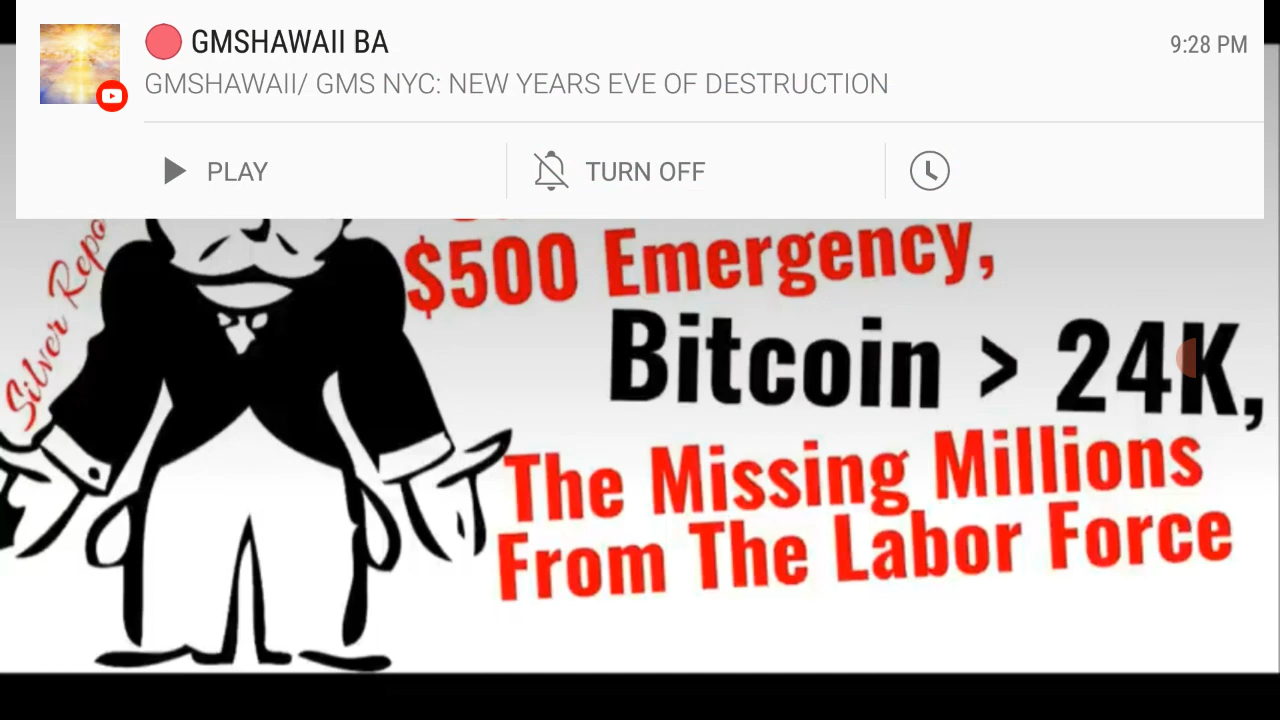 GMSHAWAII BA
9:28 PM
GMSHAWAII/ GMS NYC: NEW YEARS EVE OF DESTRUCTION
PLAY
TURN OFF
Silver
$500 Emergency,
Bitcoin > 24K,
The Missing Millions
From The Labor Force